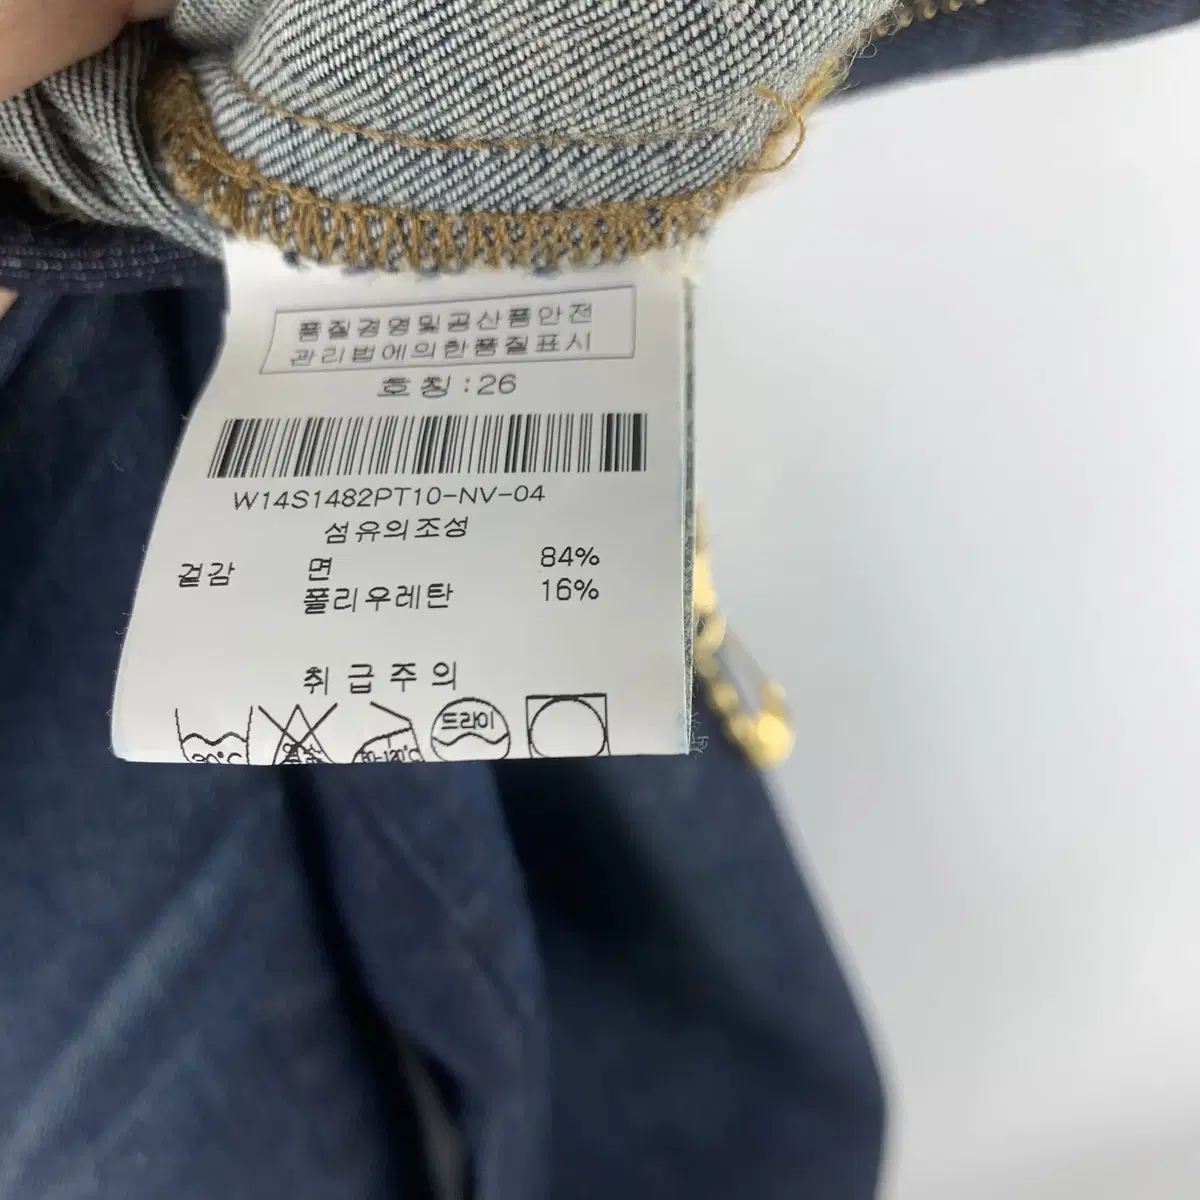 품질경영및공산품안전
관리법에의한품질표시
호칭:26
W14S1482PT10-NV-04
섬유의조성
겉감 면 84%
폴리우레탄 16%
취급주의
드라이
80-120°C